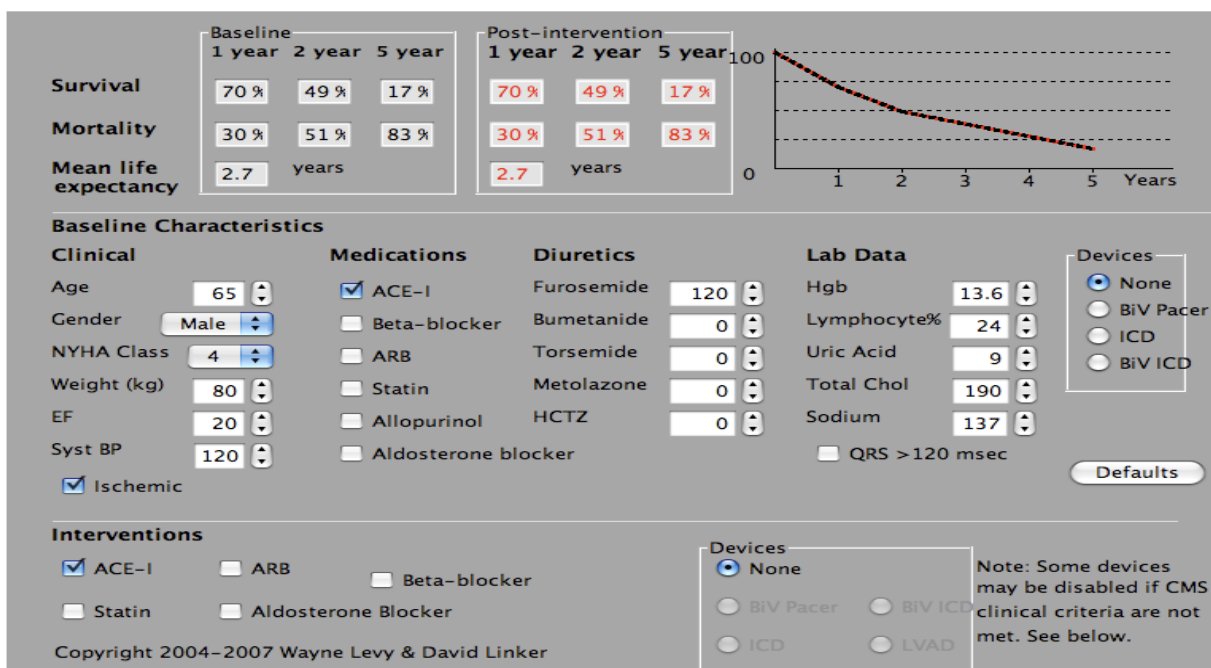 Baseline Post-intervention
1 year 2 year 5 year 1 year 2 year 5 year 100
Survival 70 % 49 % 17 % 70 % 49 % 17 %
Mortality 30 % 51 % 83 % 30 % 51 % 83 %
Mean life expectancy 2.7 years 2.7 years
0 1 2 3 4 5 Years
Baseline Characteristics
Clinical Medications Diuretics Lab Data Devices
Age 65 ACE-I Furosemide 120 Hgb 13.6 None
Gender Male Beta-blocker Bumetanide 0 Lymphocyte% 24 BiV Pacer
NYHA Class 4 ARB Torsemide 0 Uric Acid 9 ICD
Weight (kg) 80 Statin Metolazone 0 Total Chol 190 BiV ICD
EF 20 Allopurinol HCTZ 0 Sodium 137
Syst BP 120 Aldosterone blocker QRS >120 msec
Ischemic Defaults
Interventions
ACE-I ARB Beta-blocker
Statin Aldosterone Blocker
Devices
None
BiV Pacer BiV ICD
ICD LVAD
Note: Some devices
may be disabled if CMS
clinical criteria are not
met. See below.
Copyright 2004-2007 Wayne Levy & David Linker